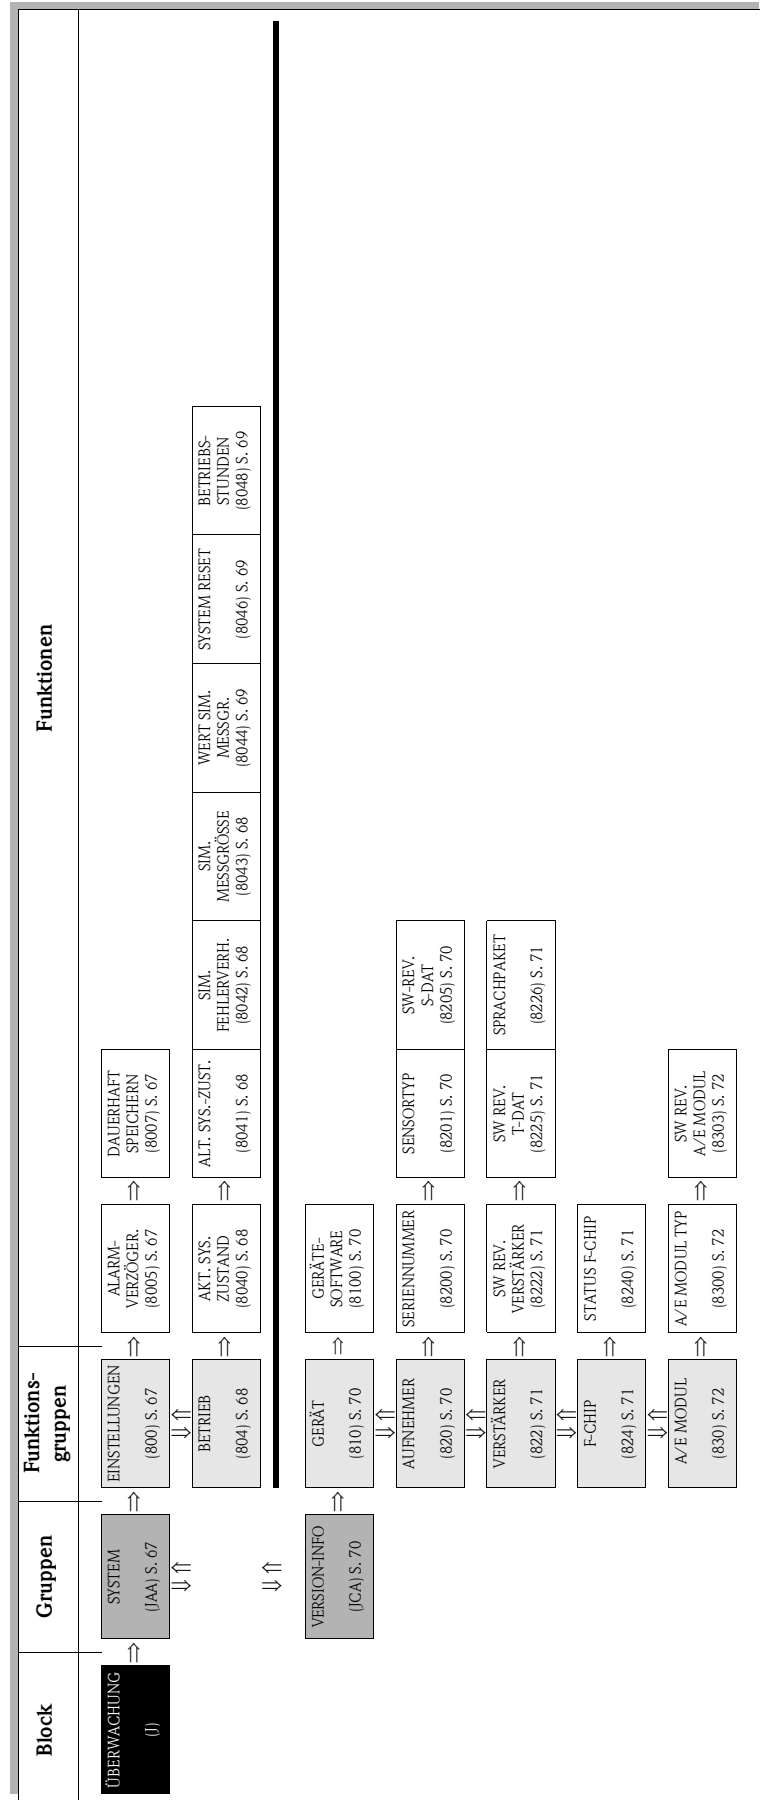 Block
Gruppen
Funktions-
gruppen
Funktionen
ÜBERWACHUNG
(J)
⇒
SYSTEM
(JAA) S. 67
⇒
EINSTELLUNGEN
(800) S. 67
⇒
ALARM-
VERZÖGER.
(8005) S. 67
⇒
DAUERHAFT
SPEICHERN
(8007) S. 67
⇓⇑
⇓⇑
BETRIEB
(804) S. 68
⇒
AKT. SYS.
ZUSTAND
(8040) S. 68
⇒
ALT. SYS.-ZUST.
(8041) S. 68
SIM.
FEHLERVERH.
(8042) S. 68
SIM.
MESSGRÖSSE
(8043) S. 68
WERT SIM.
MESSGR.
(8044) S. 69
SYSTEM RESET
(8046) S. 69
BETRIEBS-
STUNDEN
(8048) S. 69
⇓⇑
VERSION-INFO
(JCA) S. 70
⇒
GERÄT
(810) S. 70
⇒
GERÄTE-
SOFTWARE
(8100) S. 70
⇓⇑
AUFNEHMER
(820) S. 70
⇒
SERIENNUMMER
(8200) S. 70
⇒
SENSORTYP
(8201) S. 70
SW-REV.
S-DAT
(8205) S. 70
⇓⇑
VERSTÄRKER
(822) S. 71
⇒
SW REV.
VERSTÄRKER
(8222) S. 71
⇒
SW REV.
T-DAT
(8225) S. 71
SPRACHPAKET
(8226) S. 71
⇓⇑
F-CHIP
(824) S. 71
⇒
STATUS F-CHIP
(8240) S. 71
⇓⇑
A/E MODUL
(830) S. 72
⇒
A/E MODUL TYP
(8300) S. 72
⇒
SW REV.
A/E MODUL
(8303) S. 72